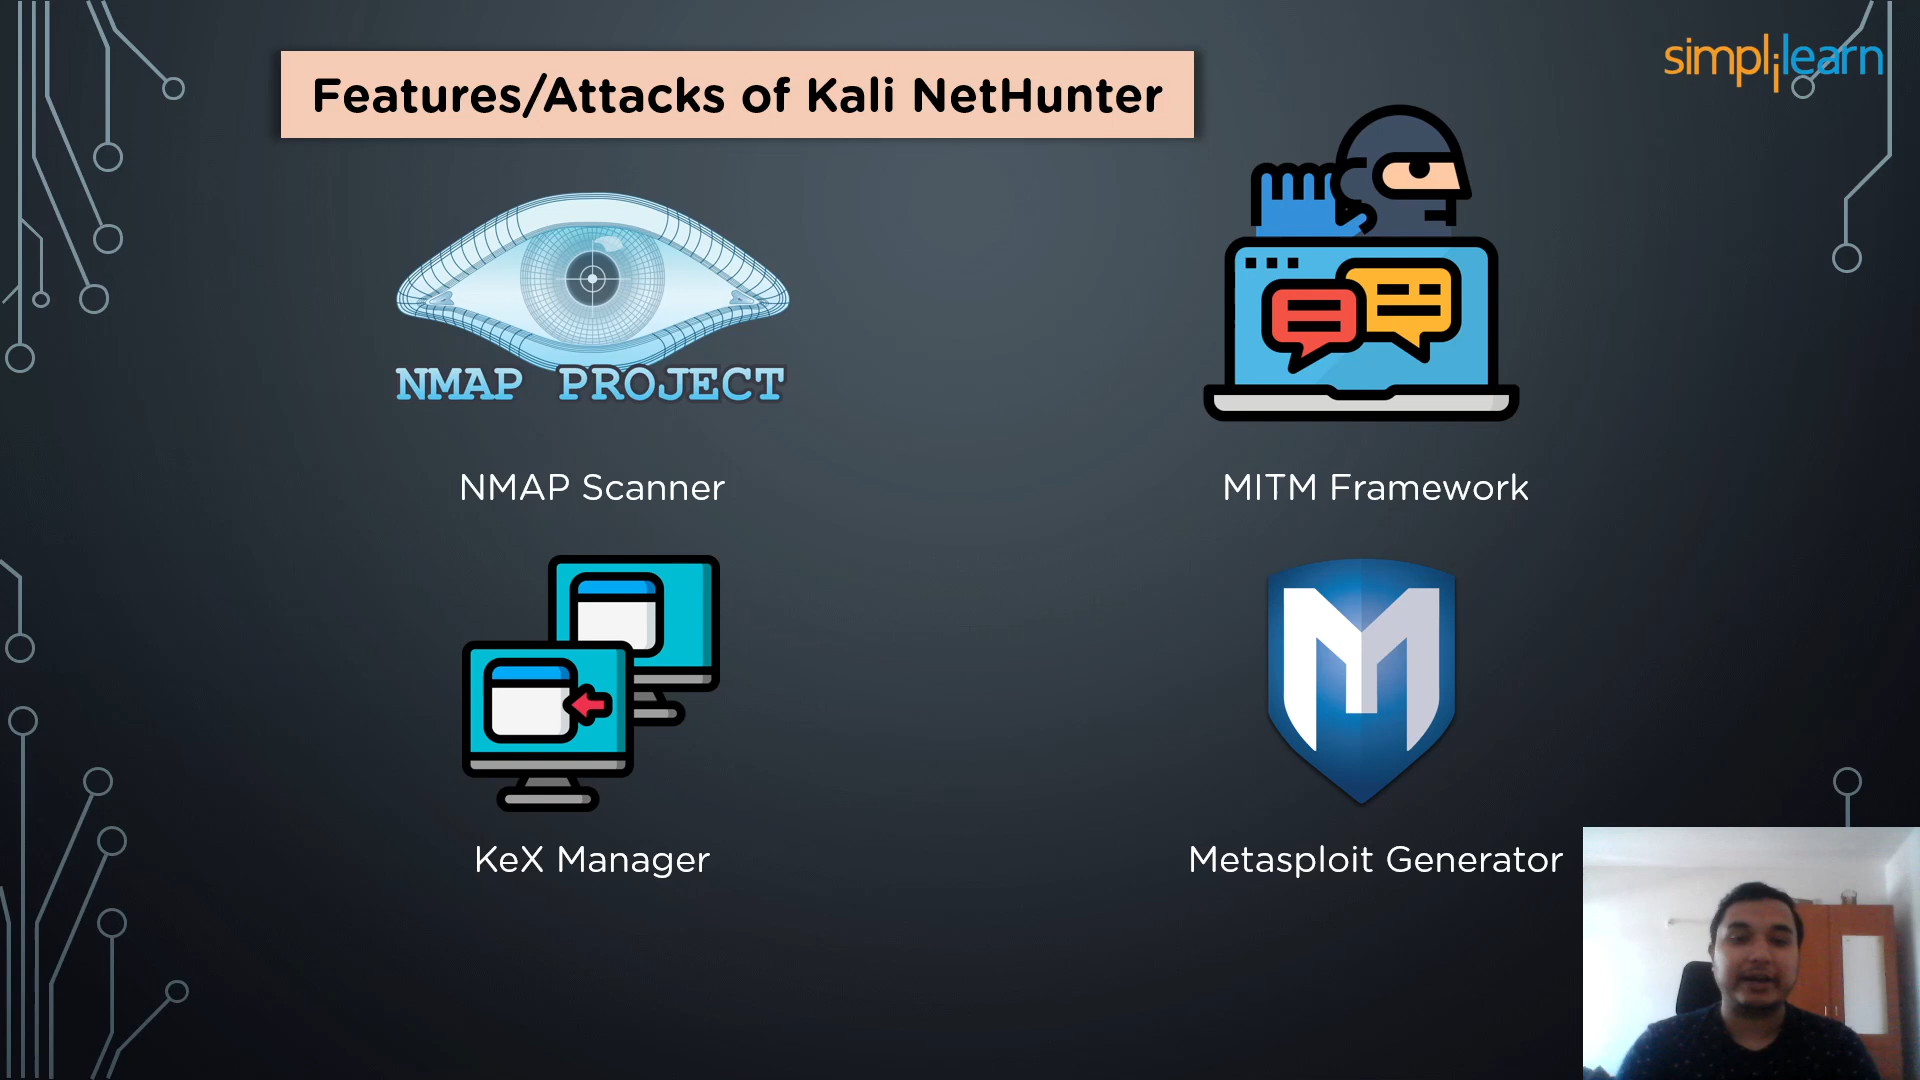 Features/Attacks of Kali NetHunter
simplilearn
NMAP PROJECT
NMAP Scanner
MITM Framework
KeX Manager
Metasploit Generator